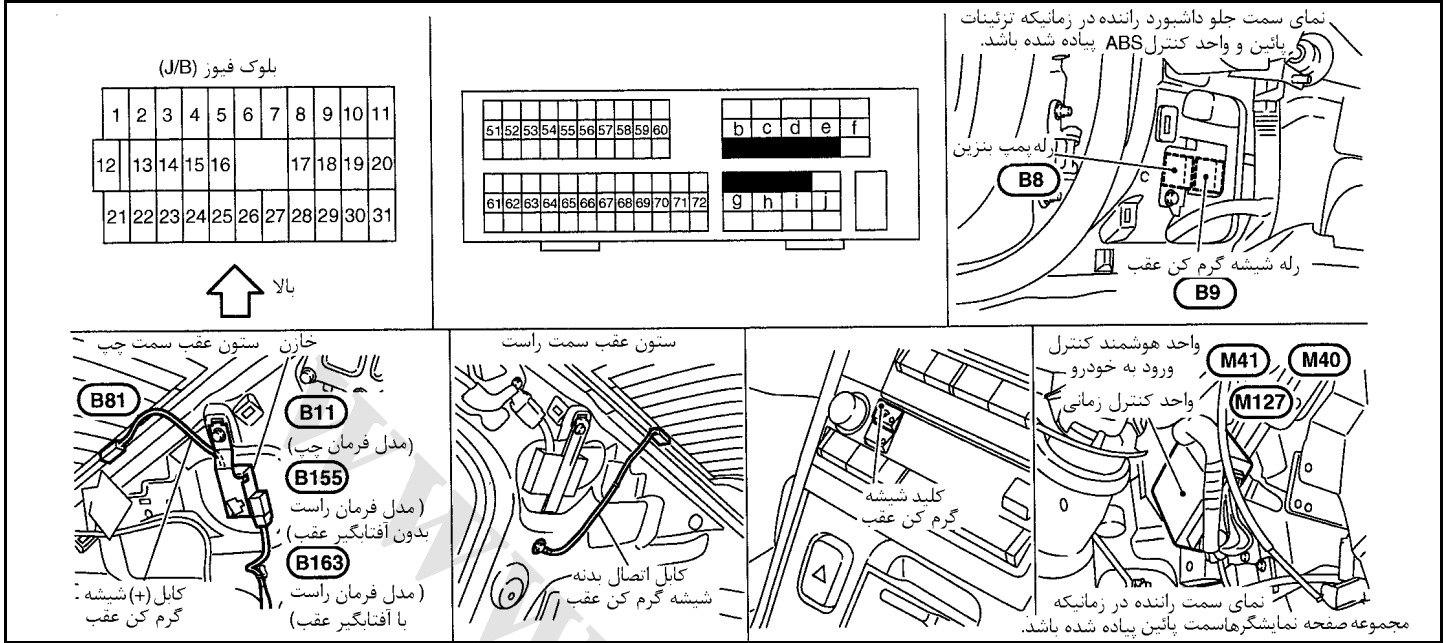 بلوک فیوز (J/B)
1 2 3 4 5 6 7 8 9 10 11
12 13 14 15 16 17 18 19 20
21 22 23 24 25 26 27 28 29 30 31
بالا
51 52 53 54 55 56 57 58 59 60
b c d e f
61 62 63 64 65 66 67 68 69 70 71 72
g h i j
نمای سمت جلو داشبورد راننده در زمانیکه تزئینات
پائین و واحد کنترل ABS پیاده شده باشد.
رله پمپ بنزین
B8
c
رله شیشه گرم کن عقب
B9
ستون عقب سمت چپ
خازن
B81
B11
(مدل فرمان چپ)
B155
(مدل فرمان راست
بدون آفتابگیر عقب)
B163
(مدل فرمان راست
با آفتابگیر عقب)
کابل (+) شیشه
گرم کن عقب
ستون عقب سمت راست
کابل اتصال بدنه
شیشه گرم کن عقب
کلید شیشه
گرم کن عقب
واحد هوشمند کنترل
ورود به خودرو
M41
M40
واحد کنترل زمانی
M127
نمای سمت راننده در زمانیکه
مجموعه صفحه نمایشگرها سمت پائین پیاده شده باشد.